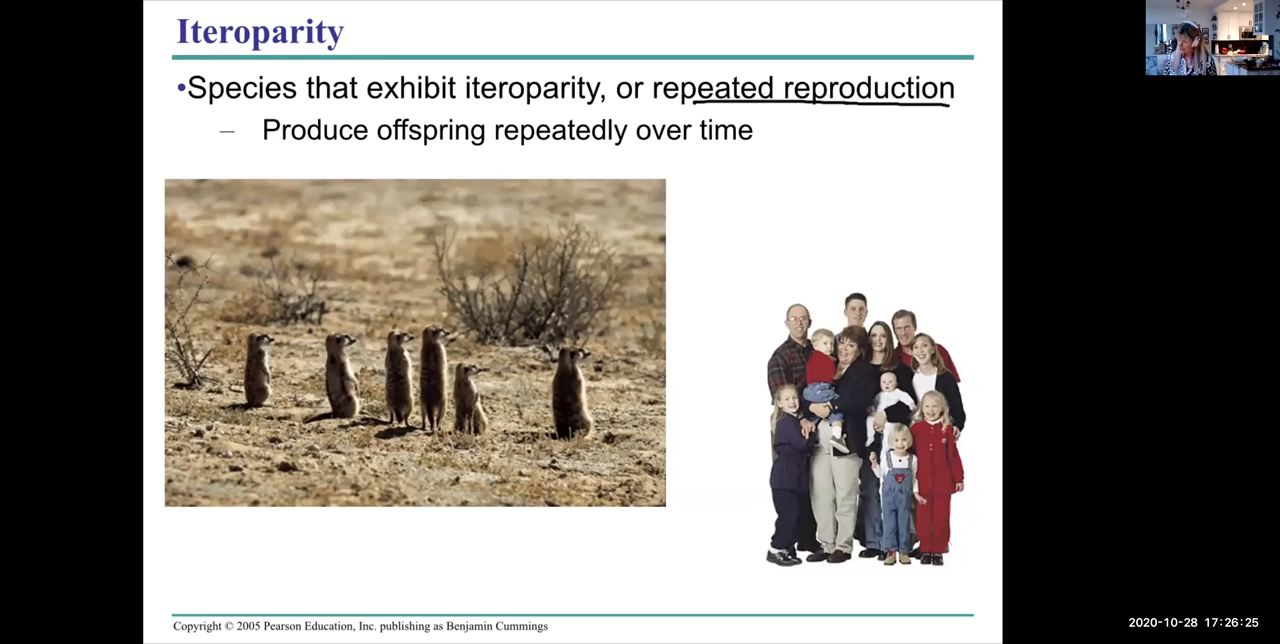 Iteroparity
•Species that exhibit iteroparity, or repeated reproduction
– Produce offspring repeatedly over time
Copyright © 2005 Pearson Education, Inc. publishing as Benjamin Cummings
2020-10-28 17:26:25